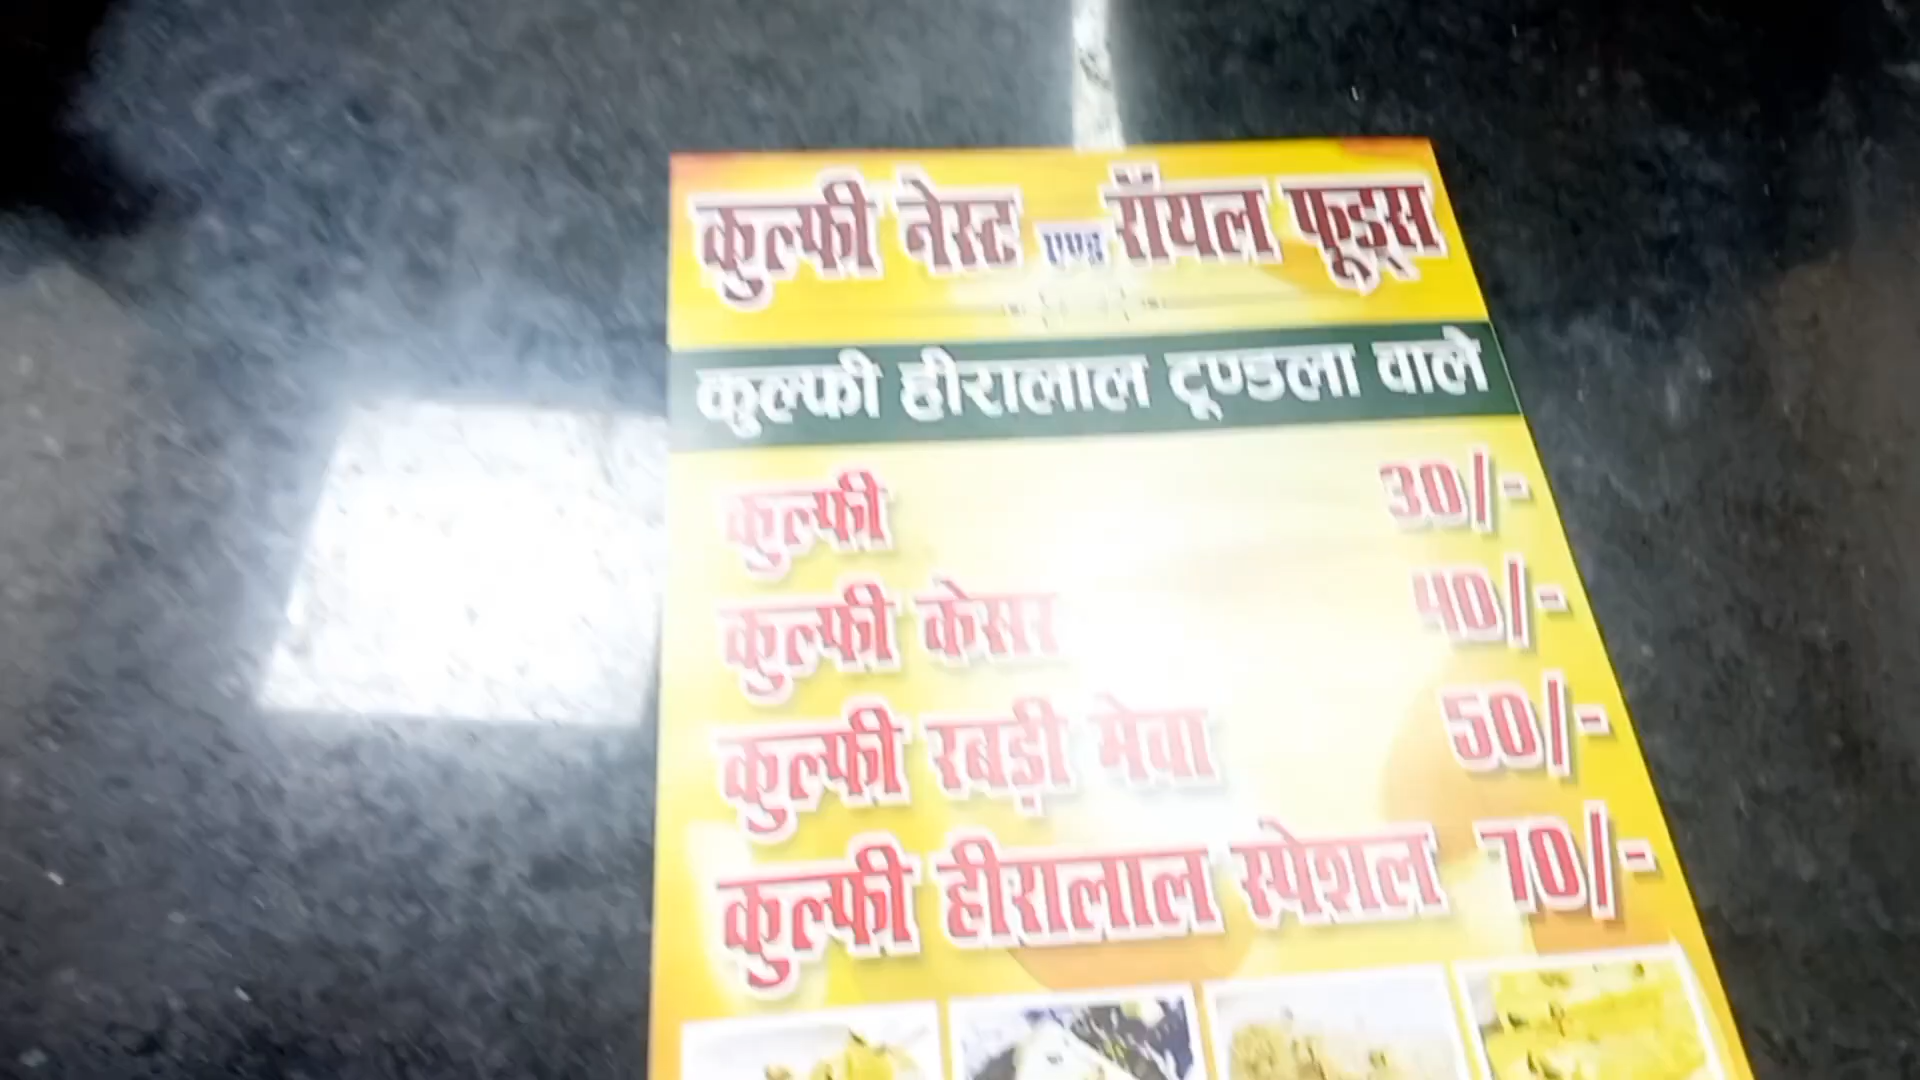 कुल्फी नेस्ट एण्ड रॉयल फूड्स
कुल्फी हीरालाल टूण्डला वाले
कुल्फी 30/-
कुल्फी केसर 40/-
कुल्फी रबड़ी मेवा 50/-
कुल्फी हीरालाल स्पेशल 70/-